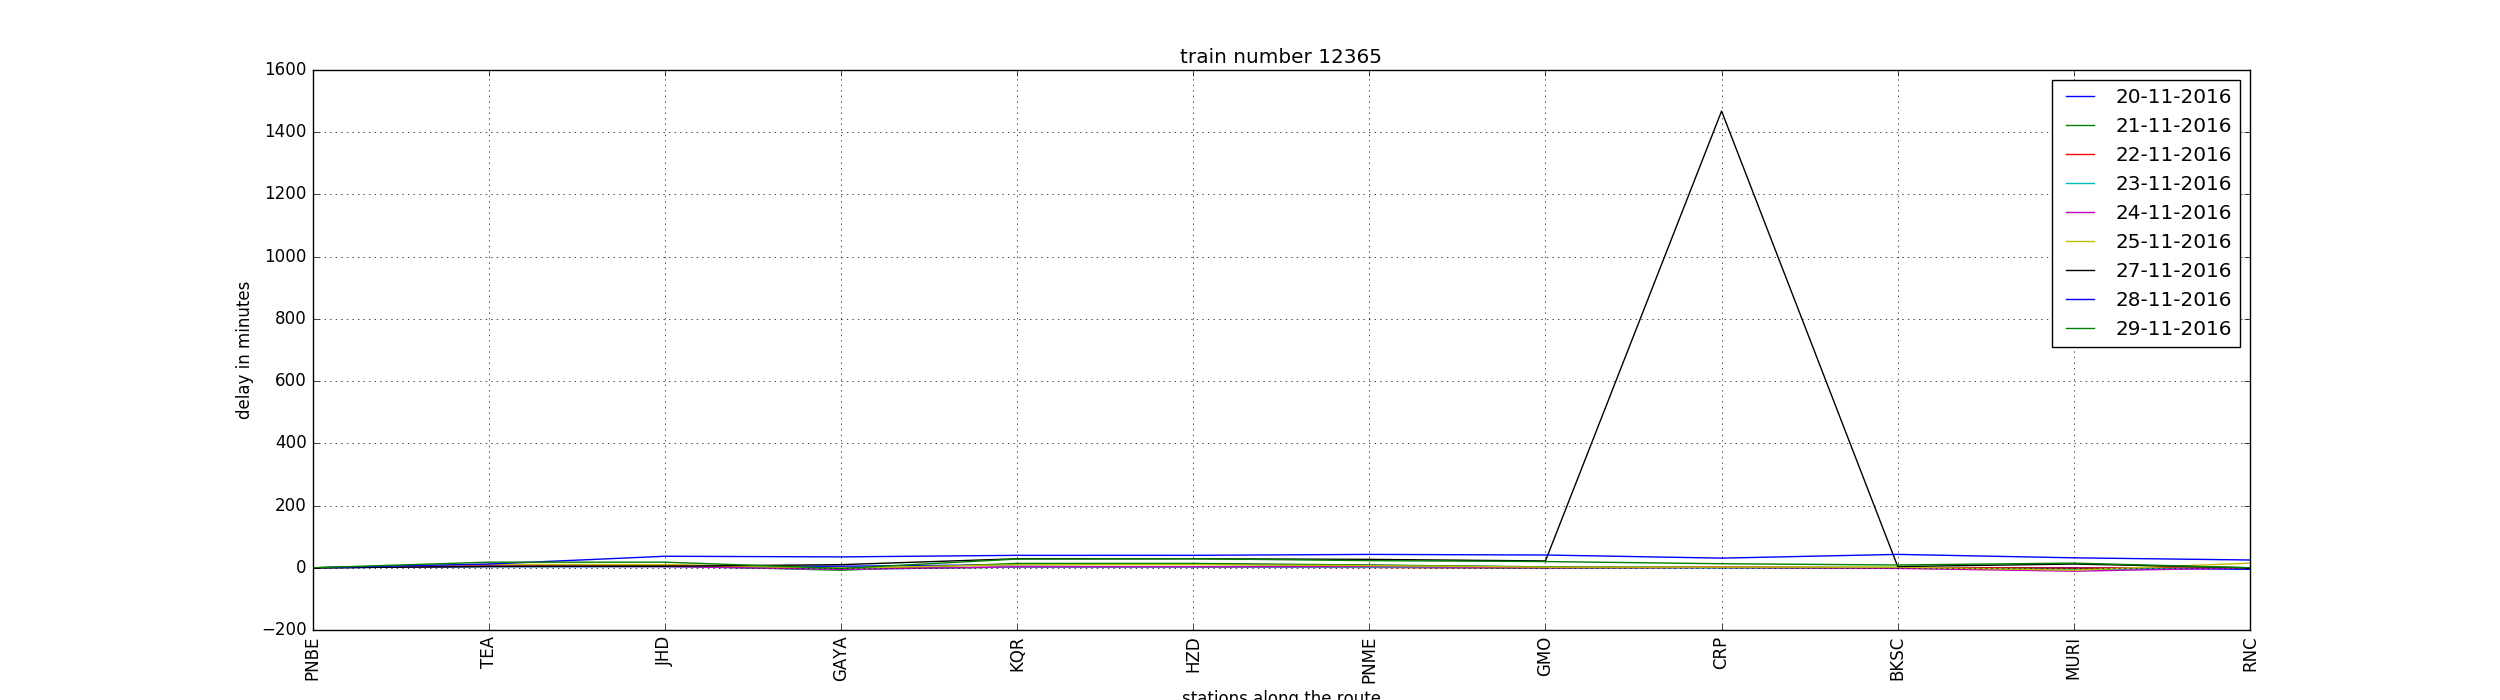 train number 12365
1600
1400
1200
1000
800
600
400
200
0
−200
delay in minutes
20-11-2016
21-11-2016
22-11-2016
23-11-2016
24-11-2016
25-11-2016
27-11-2016
28-11-2016
29-11-2016
PNBE
TEA
JHD
GAYA
KQR
HZD
PNME
GMO
CRP
BKSC
MURI
RNC
stations along the route